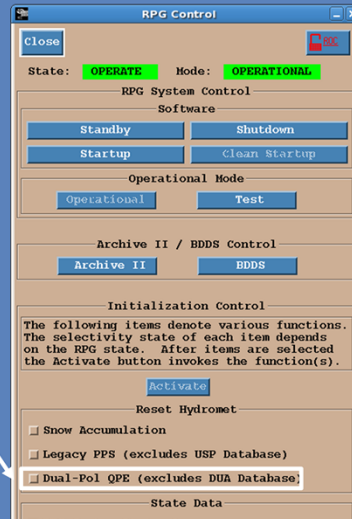 RPG Control
Close
RDC
State: OPERATE Mode: OPERATIONAL
RPG System Control
Software
Standby Shutdown
Startup Clean Startup
Operational Mode
Operational Test
Archive II / BDDS Control
Archive II BDDS
Initialization Control
The following items denote various functions.
The selectivity state of each item depends
on the RPG state. After items are selected
the Activate button invokes the function(s).
Activate
Reset Hydromet
Snow Accumulation
Legacy PPS (excludes USP Database)
Dual-Pol QPE (excludes DUA Database)
State Data